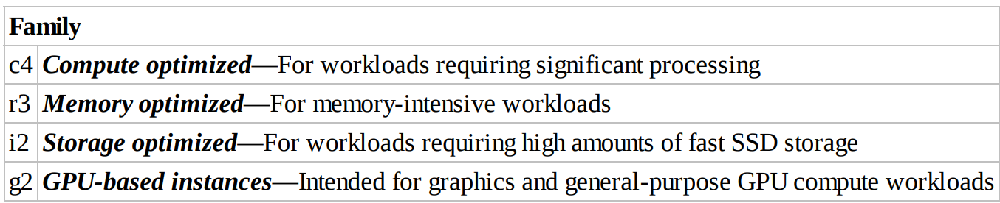 Family
c4 Compute optimized—For workloads requiring significant processing
r3 Memory optimized—For memory-intensive workloads
i2 Storage optimized—For workloads requiring high amounts of fast SSD storage
g2 GPU-based instances—Intended for graphics and general-purpose GPU compute workloads